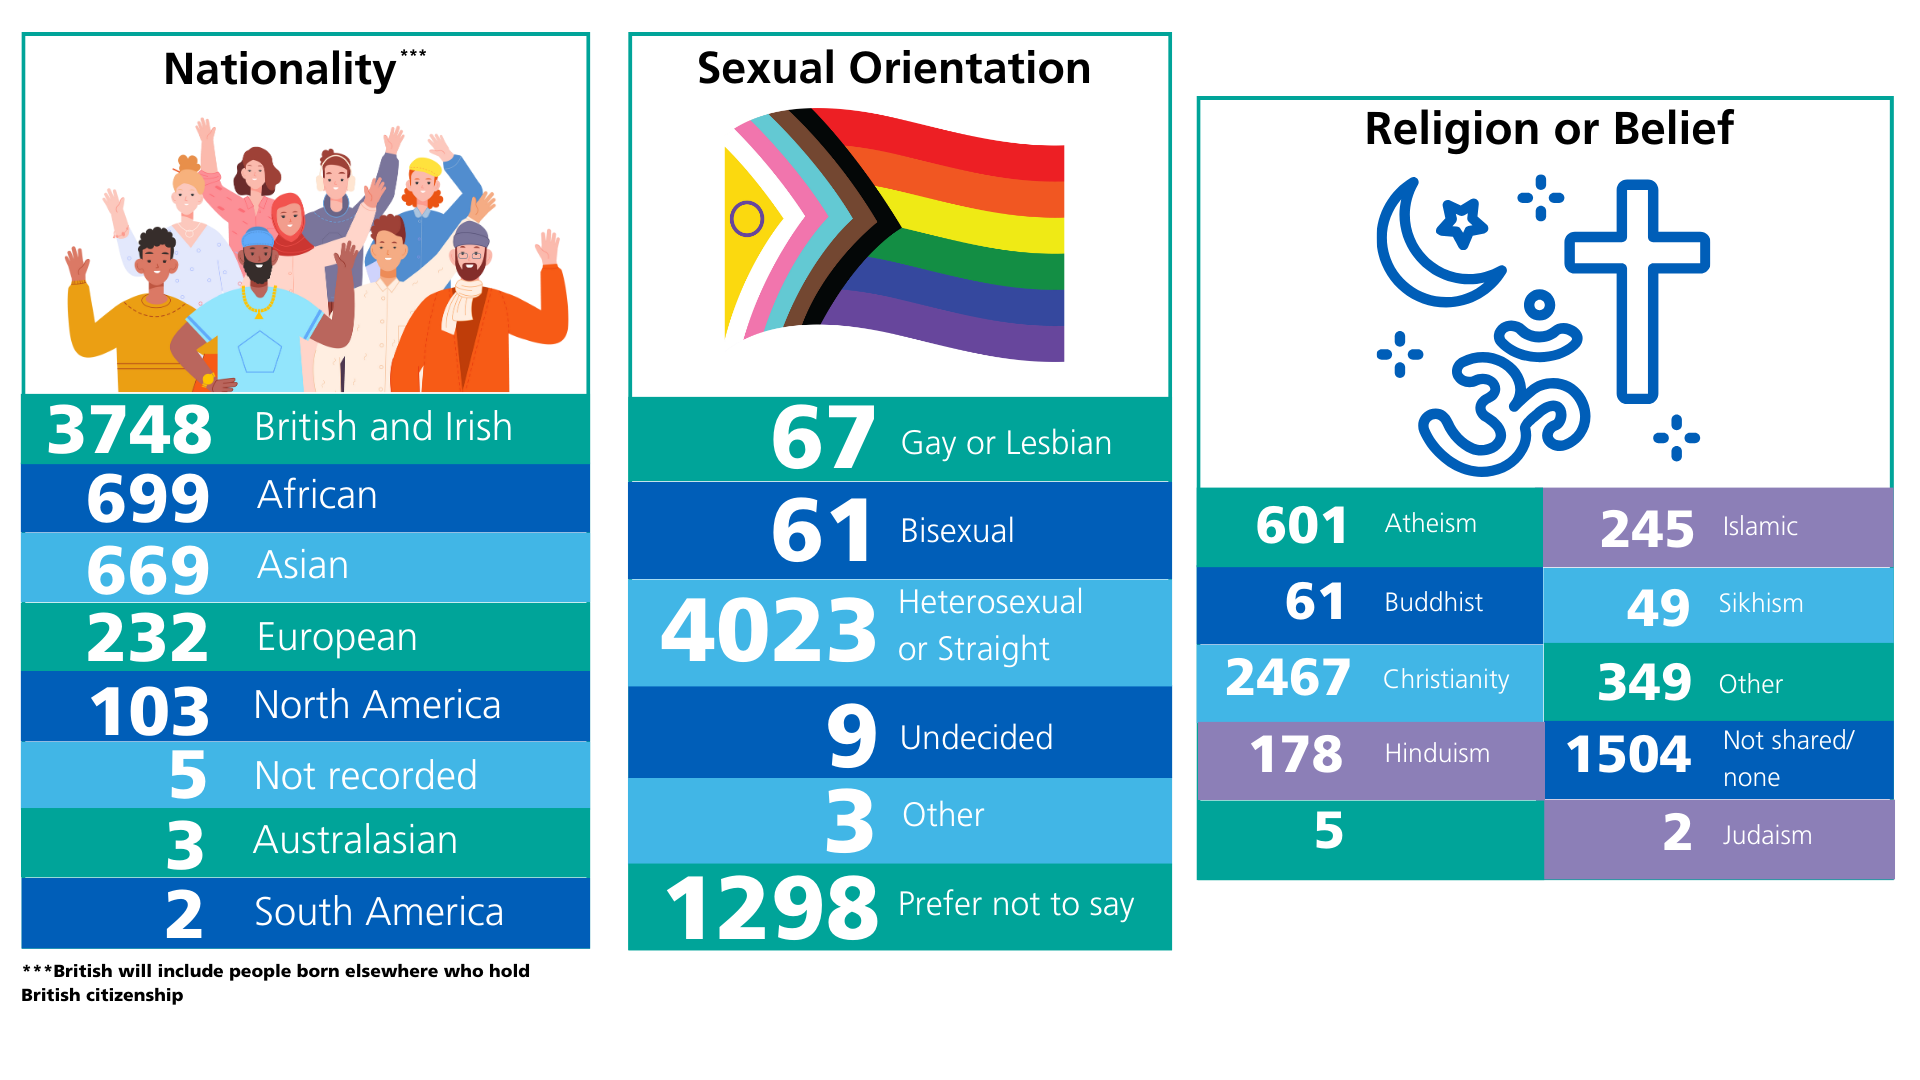 Nationality***
3748 British and Irish
699 African
669 Asian
232 European
103 North America
5 Not recorded
3 Australasian
2 South America
***British will include people born elsewhere who hold
British citizenship
Sexual Orientation
67 Gay or Lesbian
61 Bisexual
4023 Heterosexual
or Straight
9 Undecided
3 Other
1298 Prefer not to say
Religion or Belief
601 Atheism
61 Buddhist
2467 Christianity
178 Hinduism
5
245 Islamic
49 Sikhism
349 Other
1504 Not shared/
none
2 Judaism